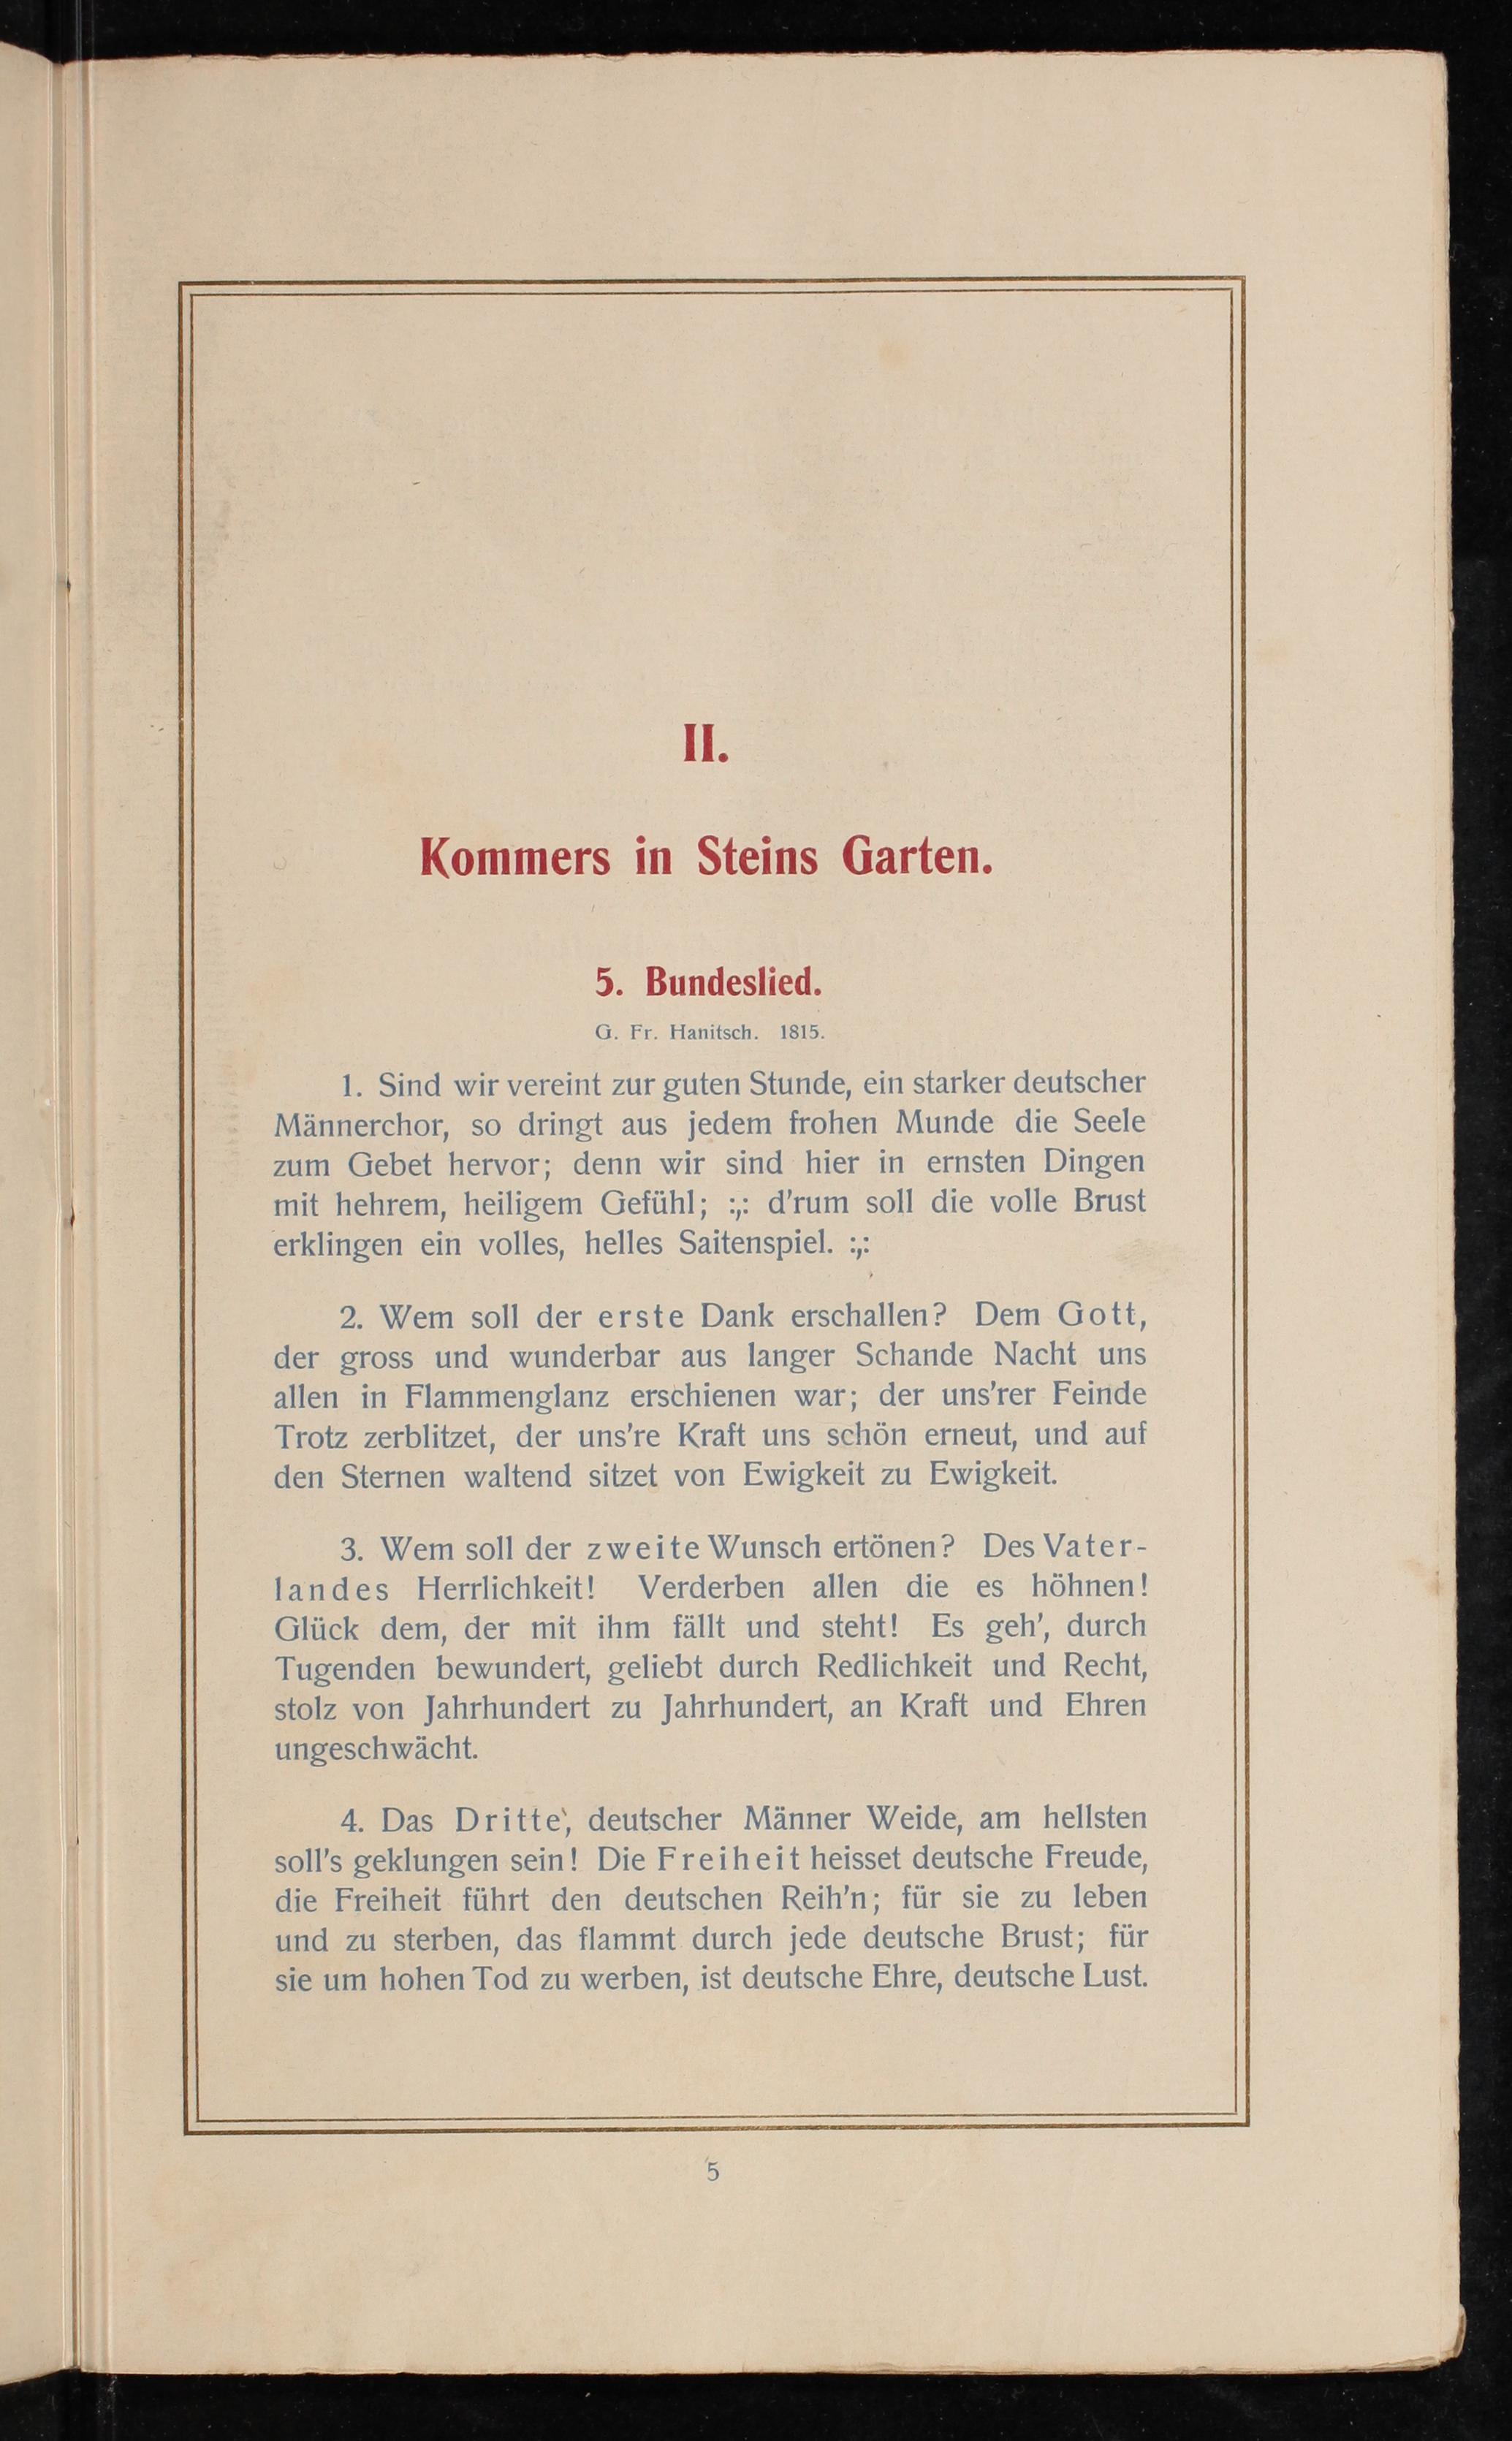 II.
Kommers in Steins Garten.
5. Bundeslied.
G. Fr. Hanitsch. 1815.
1. Sind wir vereint zur guten Stunde, ein starker deutscher
Männerchor, so dringt aus jedem frohen Munde die Seele
zum Gebet hervor; denn wir sind hier in ernsten Dingen
mit hehrem, heiligem Gefühl; :,: d'rum soll die volle Brust
erklingen ein volles, helles Saitenspiel. :,:
2. Wem soll der erste Dank erschallen? Dem Gott,
der gross und wunderbar aus langer Schande Nacht uns
allen in Flammenglanz erschienen war; der uns'rer Feinde
Trotz zerblitzet, der uns're Kraft uns schön erneut, und auf
den Sternen waltend sitzet von Ewigkeit zu Ewigkeit.
3. Wem soll der zweite Wunsch ertönen? Des Vater-
landes Herrlichkeit! Verderben allen die es höhnen!
Glück dem, der mit ihm fällt und steht! Es geh', durch
Tugenden bewundert, geliebt durch Redlichkeit und Recht,
stolz von Jahrhundert zu Jahrhundert, an Kraft und Ehren
ungeschwächt.
4. Das Dritte, deutscher Männer Weide, am hellsten
soll's geklungen sein! Die Freiheit heisset deutsche Freude,
die Freiheit führt den deutschen Reih'n; für sie zu leben
und zu sterben, das flammt durch jede deutsche Brust; für
sie um hohen Tod zu werben, ist deutsche Ehre, deutsche Lust.
5